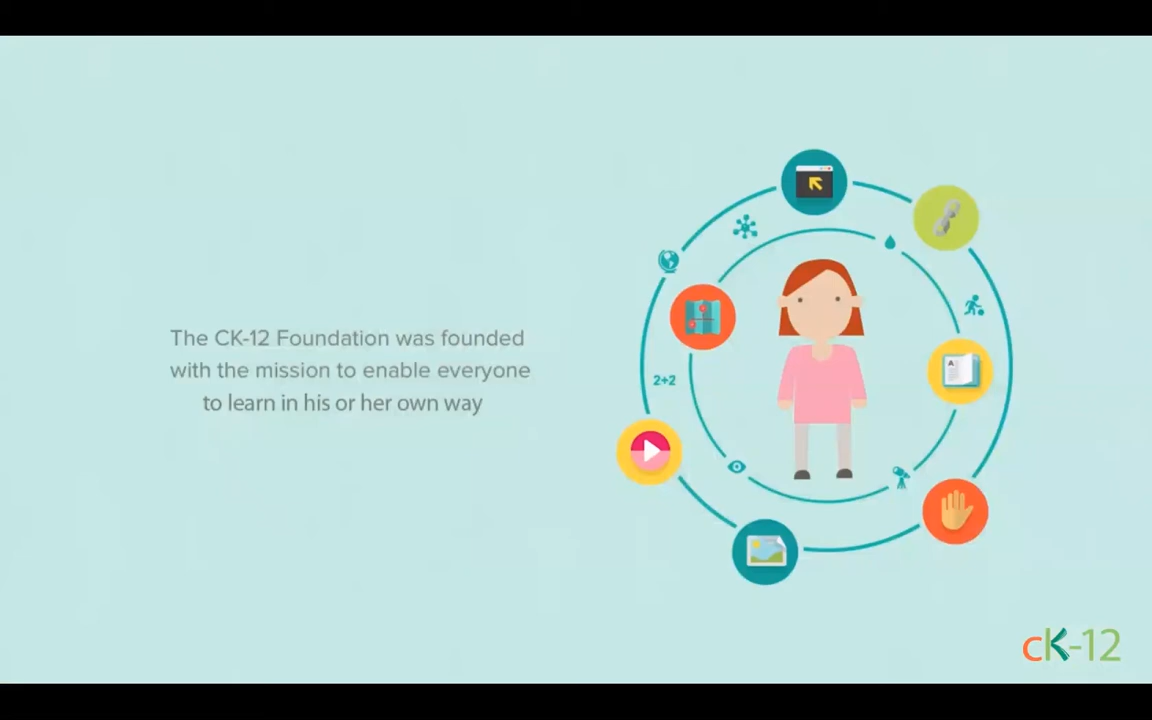 The CK-12 Foundation was founded
with the mission to enable everyone
to learn in his or her own way
2+2
A
cK-12